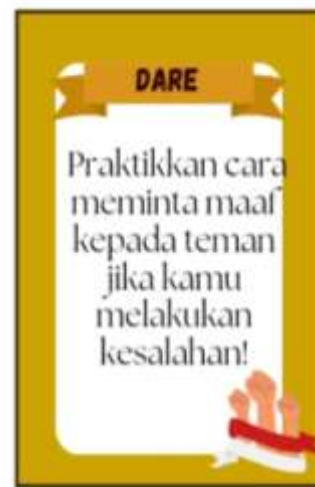 DARE
Praktikkan cara
meminta maaf
kepada teman
jika kamu
melakukan
kesalahan!